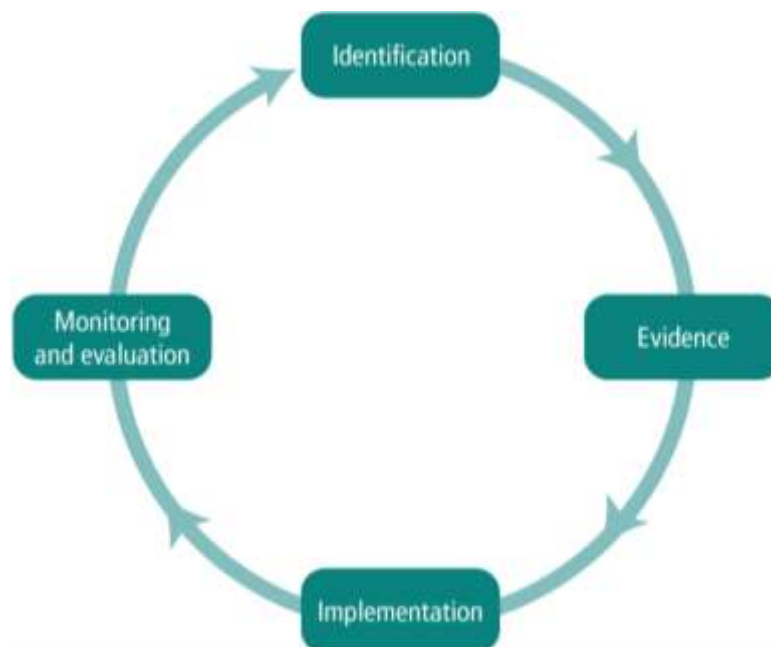 Identification
Monitoring
and evaluation
Evidence
Implementation